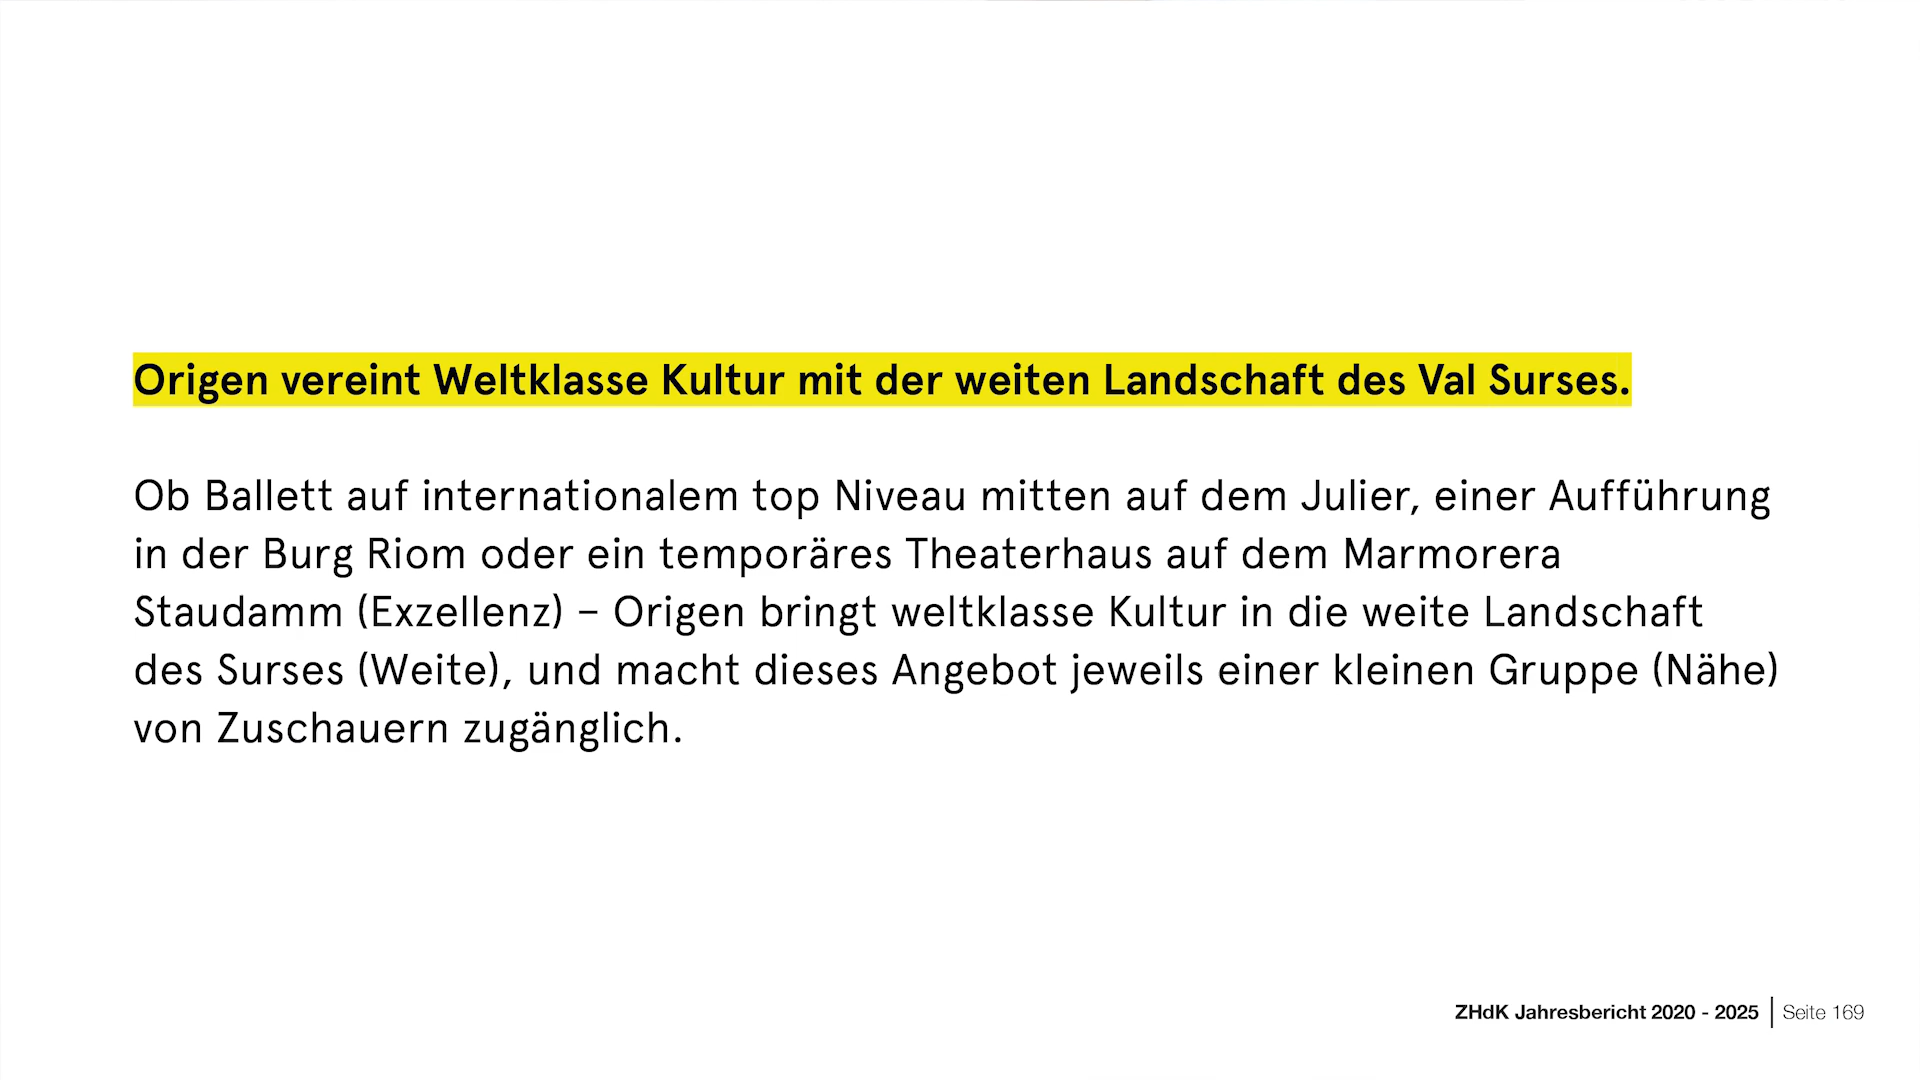 Origen vereint Weltklasse Kultur mit der weiten Landschaft des Val Surses.
Ob Ballett auf internationalem top Niveau mitten auf dem Julier, einer Aufführung
in der Burg Riom oder ein temporäres Theaterhaus auf dem Marmorera
Staudamm (Exzellenz) – Origen bringt weltklasse Kultur in die weite Landschaft
des Surses (Weite), und macht dieses Angebot jeweils einer kleinen Gruppe (Nähe)
von Zuschauern zugänglich.
ZHdK Jahresbericht 2020 - 2025 | Seite 169